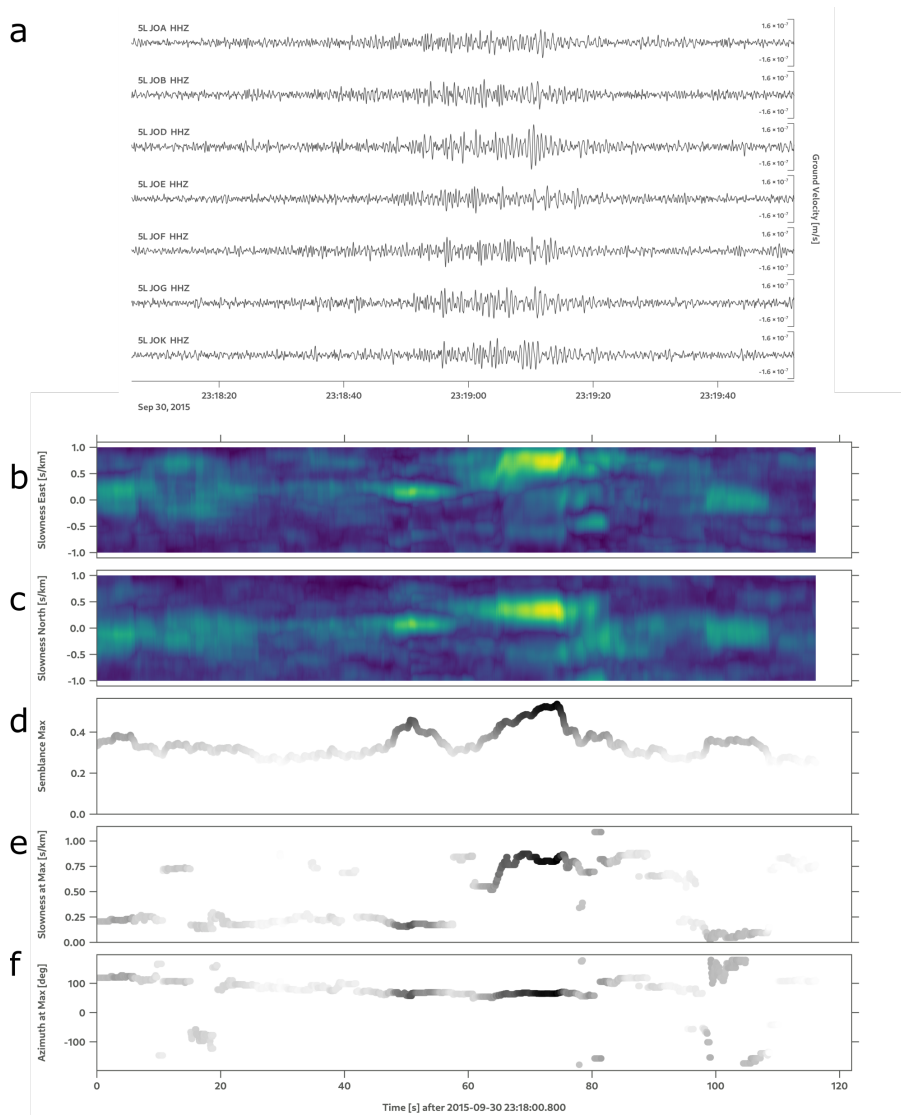 a
5L JOA HHZ
1.6 × 10⁻⁷
-1.6 × 10⁻⁷
5L JOB HHZ
1.6 × 10⁻⁷
-1.6 × 10⁻⁷
5L JOD HHZ
1.6 × 10⁻⁷
-1.6 × 10⁻⁷
5L JOE HHZ
1.6 × 10⁻⁷
-1.6 × 10⁻⁷
5L JOF HHZ
1.6 × 10⁻⁷
-1.6 × 10⁻⁷
5L JOG HHZ
1.6 × 10⁻⁷
-1.6 × 10⁻⁷
5L JOK HHZ
1.6 × 10⁻⁷
-1.6 × 10⁻⁷
Ground Velocity [m/s]
23:18:20 23:18:40 23:19:00 23:19:20 23:19:40
Sep 30, 2015
b
Slowness East [s/km]
1.0
0.5
0.0
-0.5
-1.0
c
Slowness North [s/km]
1.0
0.5
0.0
-0.5
-1.0
d
Semblance Max
0.4
0.2
0.0
e
Slowness at Max [s/km]
1.00
0.75
0.50
0.25
0.00
f
Azimuth at Max [deg]
100
0
-100
0 20 40 60 80 100 120
Time [s] after 2015-09-30 23:18:00.800